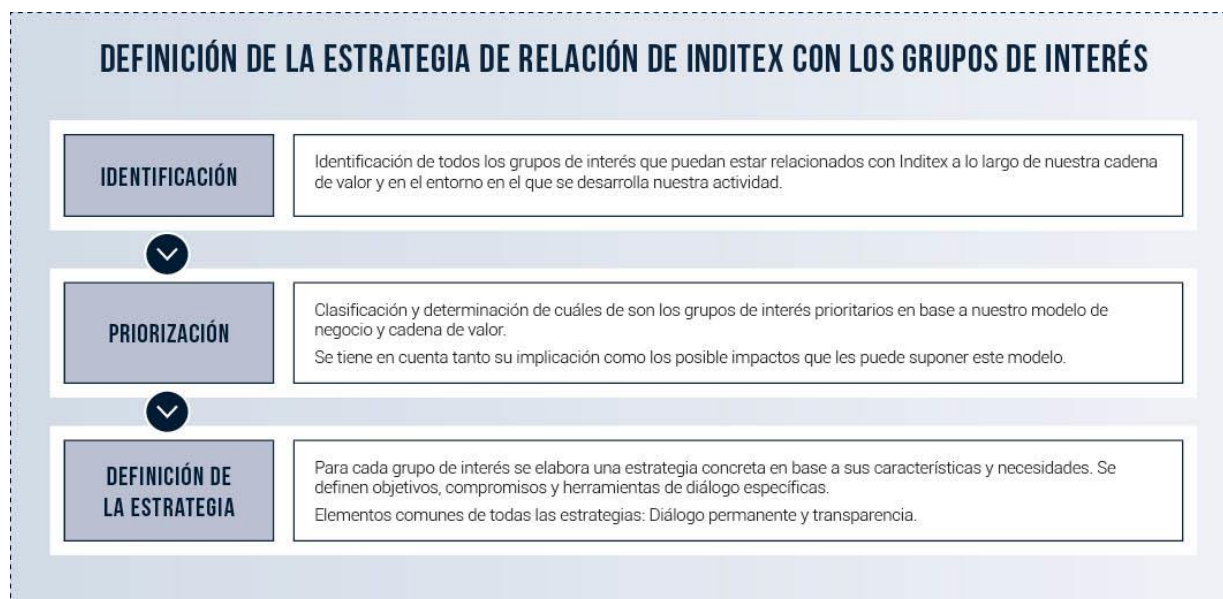 DEFINICIÓN DE LA ESTRATEGIA DE RELACIÓN DE INDITEX CON LOS GRUPOS DE INTERÉS
IDENTIFICACIÓN
Identificación de todos los grupos de interés que puedan estar relacionados con Inditex a lo largo de nuestra cadena
de valor y en el entorno en el que se desarrolla nuestra actividad.
PRIORIZACIÓN
Clasificación y determinación de cuáles de son los grupos de interés prioritarios en base a nuestro modelo de
negocio y cadena de valor.
Se tiene en cuenta tanto su implicación como los posible impactos que les puede suponer este modelo.
DEFINICIÓN DE
LA ESTRATEGIA
Para cada grupo de interés se elabora una estrategia concreta en base a sus características y necesidades. Se
definen objetivos, compromisos y herramientas de diálogo específicas.
Elementos comunes de todas las estrategias: Diálogo permanente y transparencia.